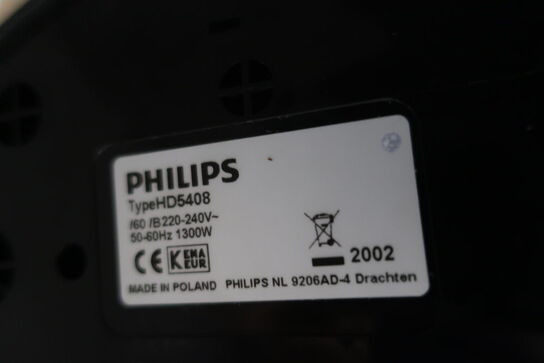 PHILIPS
TypeHD5408
/60 /B220-240V~
50-60Hz 1300W
CE KEMA EUR 2002
MADE IN POLAND PHILIPS NL 9206AD-4 Drachten